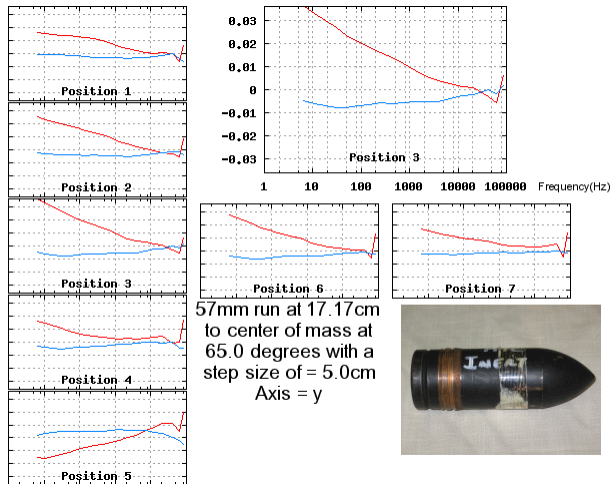 Position 1
Position 2
Position 3
Position 4
Position 5
0.03
0.02
0.01
0
-0.01
-0.02
-0.03
Position 3
1 10 100 1000 10000 100000 Frequency(Hz)
Position 6
Position 7
57mm run at 17.17cm
to center of mass at
65.0 degrees with a
step size of = 5.0cm
Axis = y
INERT